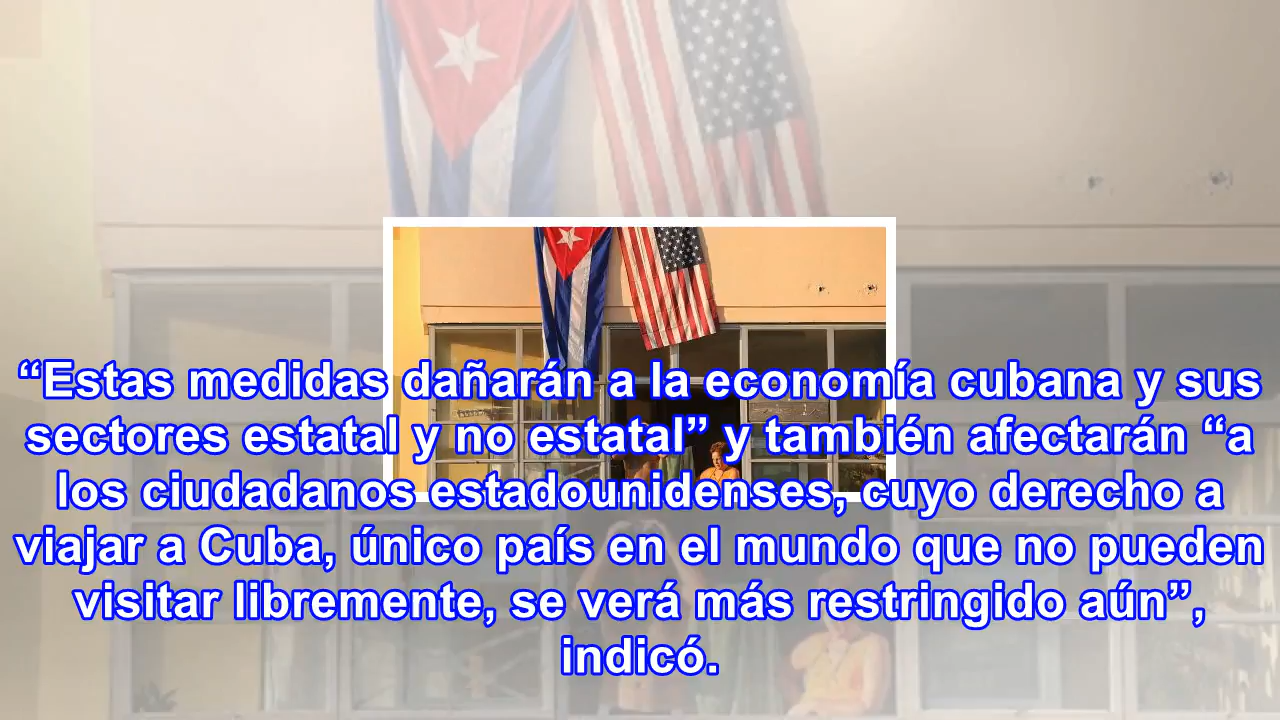 “Estas medidas dañarán a la economía cubana y sus
sectores estatal y no estatal” y también afectarán “a
los ciudadanos estadounidenses, cuyo derecho a
viajar a Cuba, único país en el mundo que no pueden
visitar libremente, se verá más restringido aún”,
indicó.